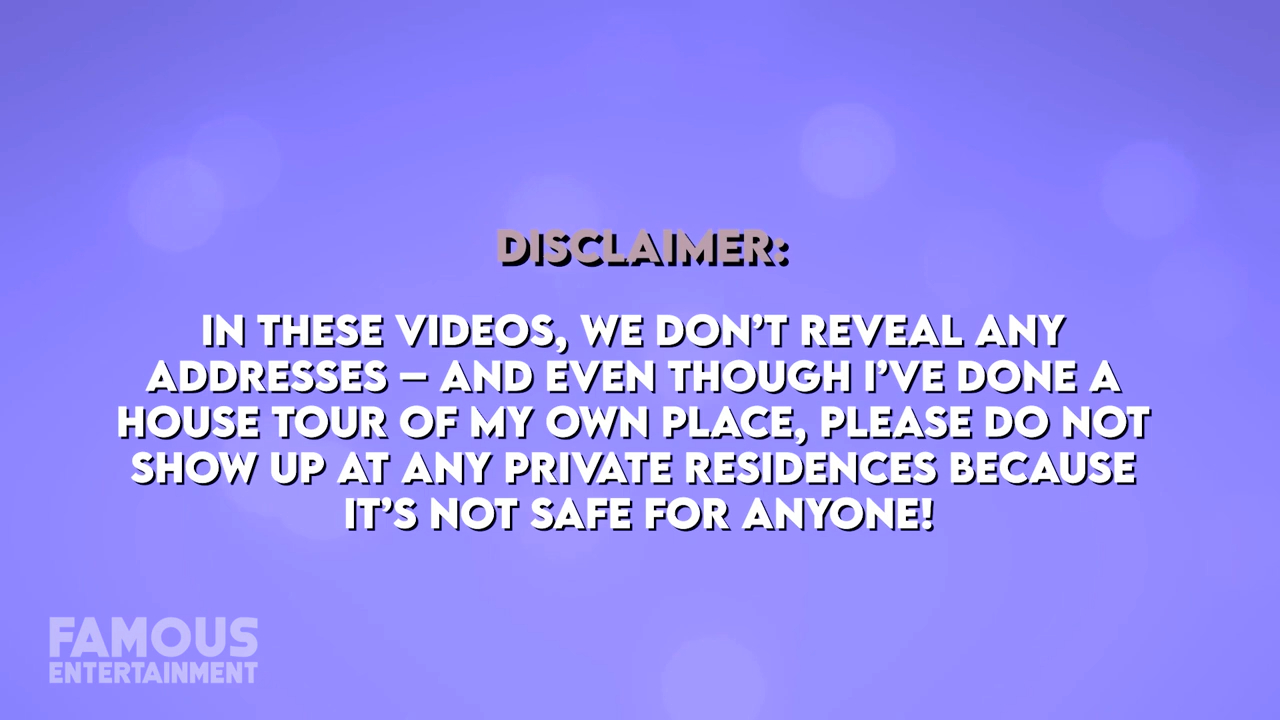 DISCLAIMER:
IN THESE VIDEOS, WE DON'T REVEAL ANY
ADDRESSES – AND EVEN THOUGH I'VE DONE A
HOUSE TOUR OF MY OWN PLACE, PLEASE DO NOT
SHOW UP AT ANY PRIVATE RESIDENCES BECAUSE
IT'S NOT SAFE FOR ANYONE!
FAMOUS
ENTERTAINMENT